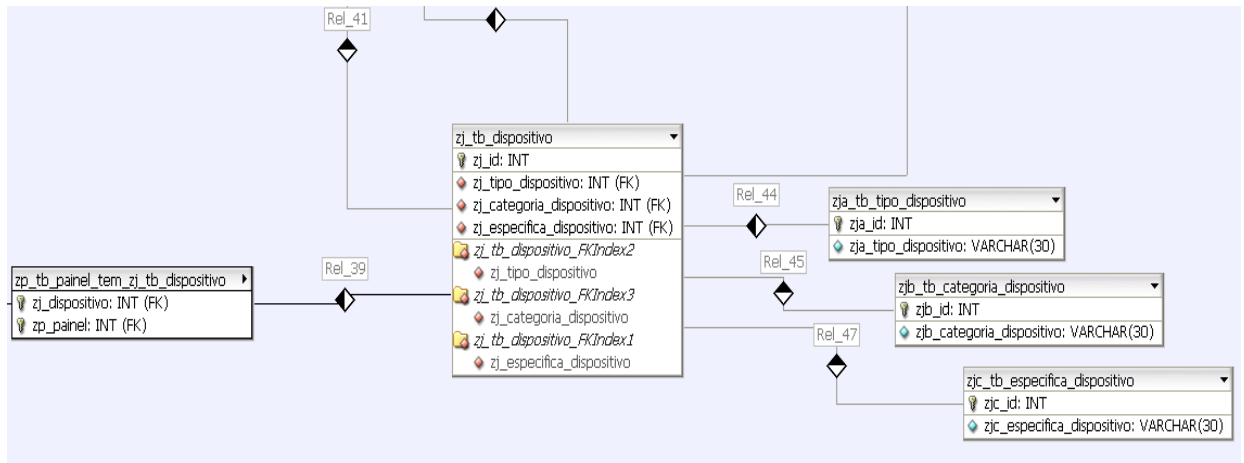 Rel_41
zj_tb_dispositivo
zj_id: INT
zj_tipo_dispositivo: INT (FK)
zj_categoria_dispositivo: INT (FK)
zj_especifica_dispositivo: INT (FK)
zj_tb_dispositivo_FKIndex2
zj_tipo_dispositivo
zj_tb_dispositivo_FKIndex3
zj_categoria_dispositivo
zj_tb_dispositivo_FKIndex1
zj_especifica_dispositivo
Rel_44
zja_tb_tipo_dispositivo
zja_id: INT
zja_tipo_dispositivo: VARCHAR(30)
Rel_39
zp_tb_painel_tem_zj_tb_dispositivo
zj_dispositivo: INT (FK)
zp_painel: INT (FK)
Rel_45
zjb_tb_categoria_dispositivo
zjb_id: INT
zjb_categoria_dispositivo: VARCHAR(30)
Rel_47
zjc_tb_especifica_dispositivo
zjc_id: INT
zjc_especifica_dispositivo: VARCHAR(30)